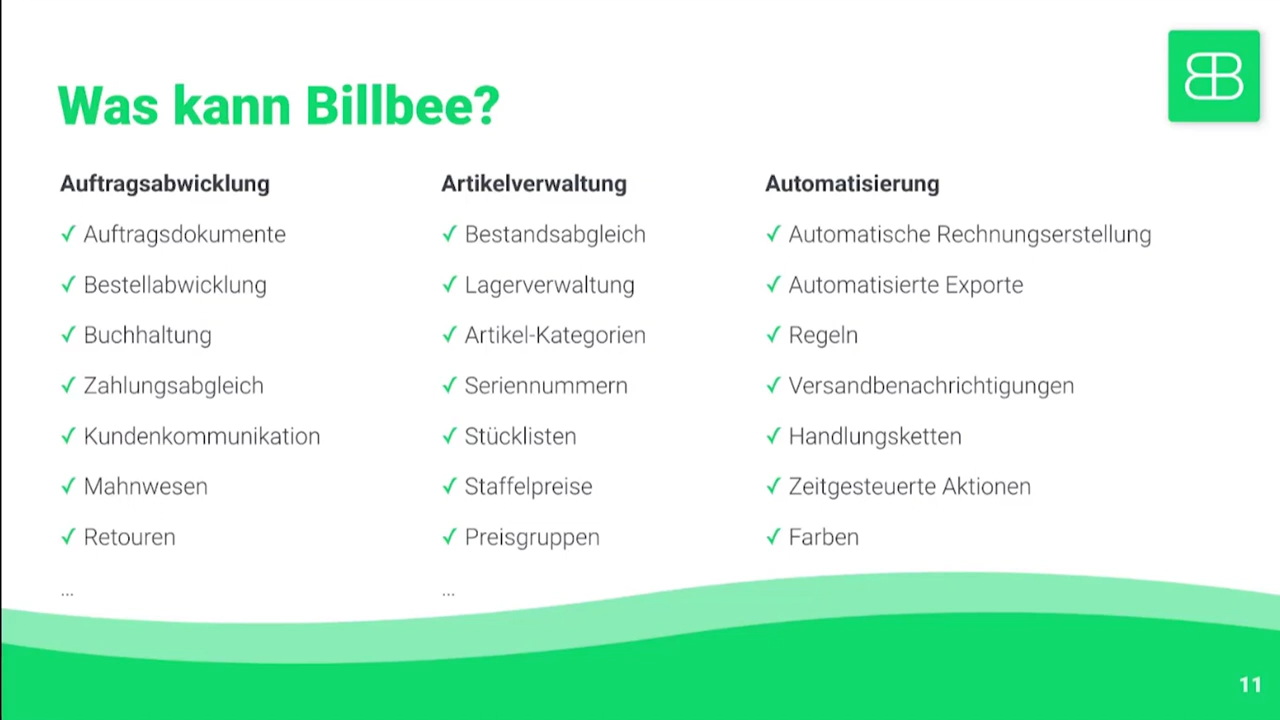 Was kann Billbee?
Auftragsabwicklung
✓ Auftragsdokumente
✓ Bestellabwicklung
✓ Buchhaltung
✓ Zahlungsabgleich
✓ Kundenkommunikation
✓ Mahnwesen
✓ Retouren
...
Artikelverwaltung
✓ Bestandsabgleich
✓ Lagerverwaltung
✓ Artikel-Kategorien
✓ Seriennummern
✓ Stücklisten
✓ Staffelpreise
✓ Preisgruppen
...
Automatisierung
✓ Automatische Rechnungserstellung
✓ Automatisierte Exporte
✓ Regeln
✓ Versandbenachrichtigungen
✓ Handlungsketten
✓ Zeitgesteuerte Aktionen
✓ Farben
11